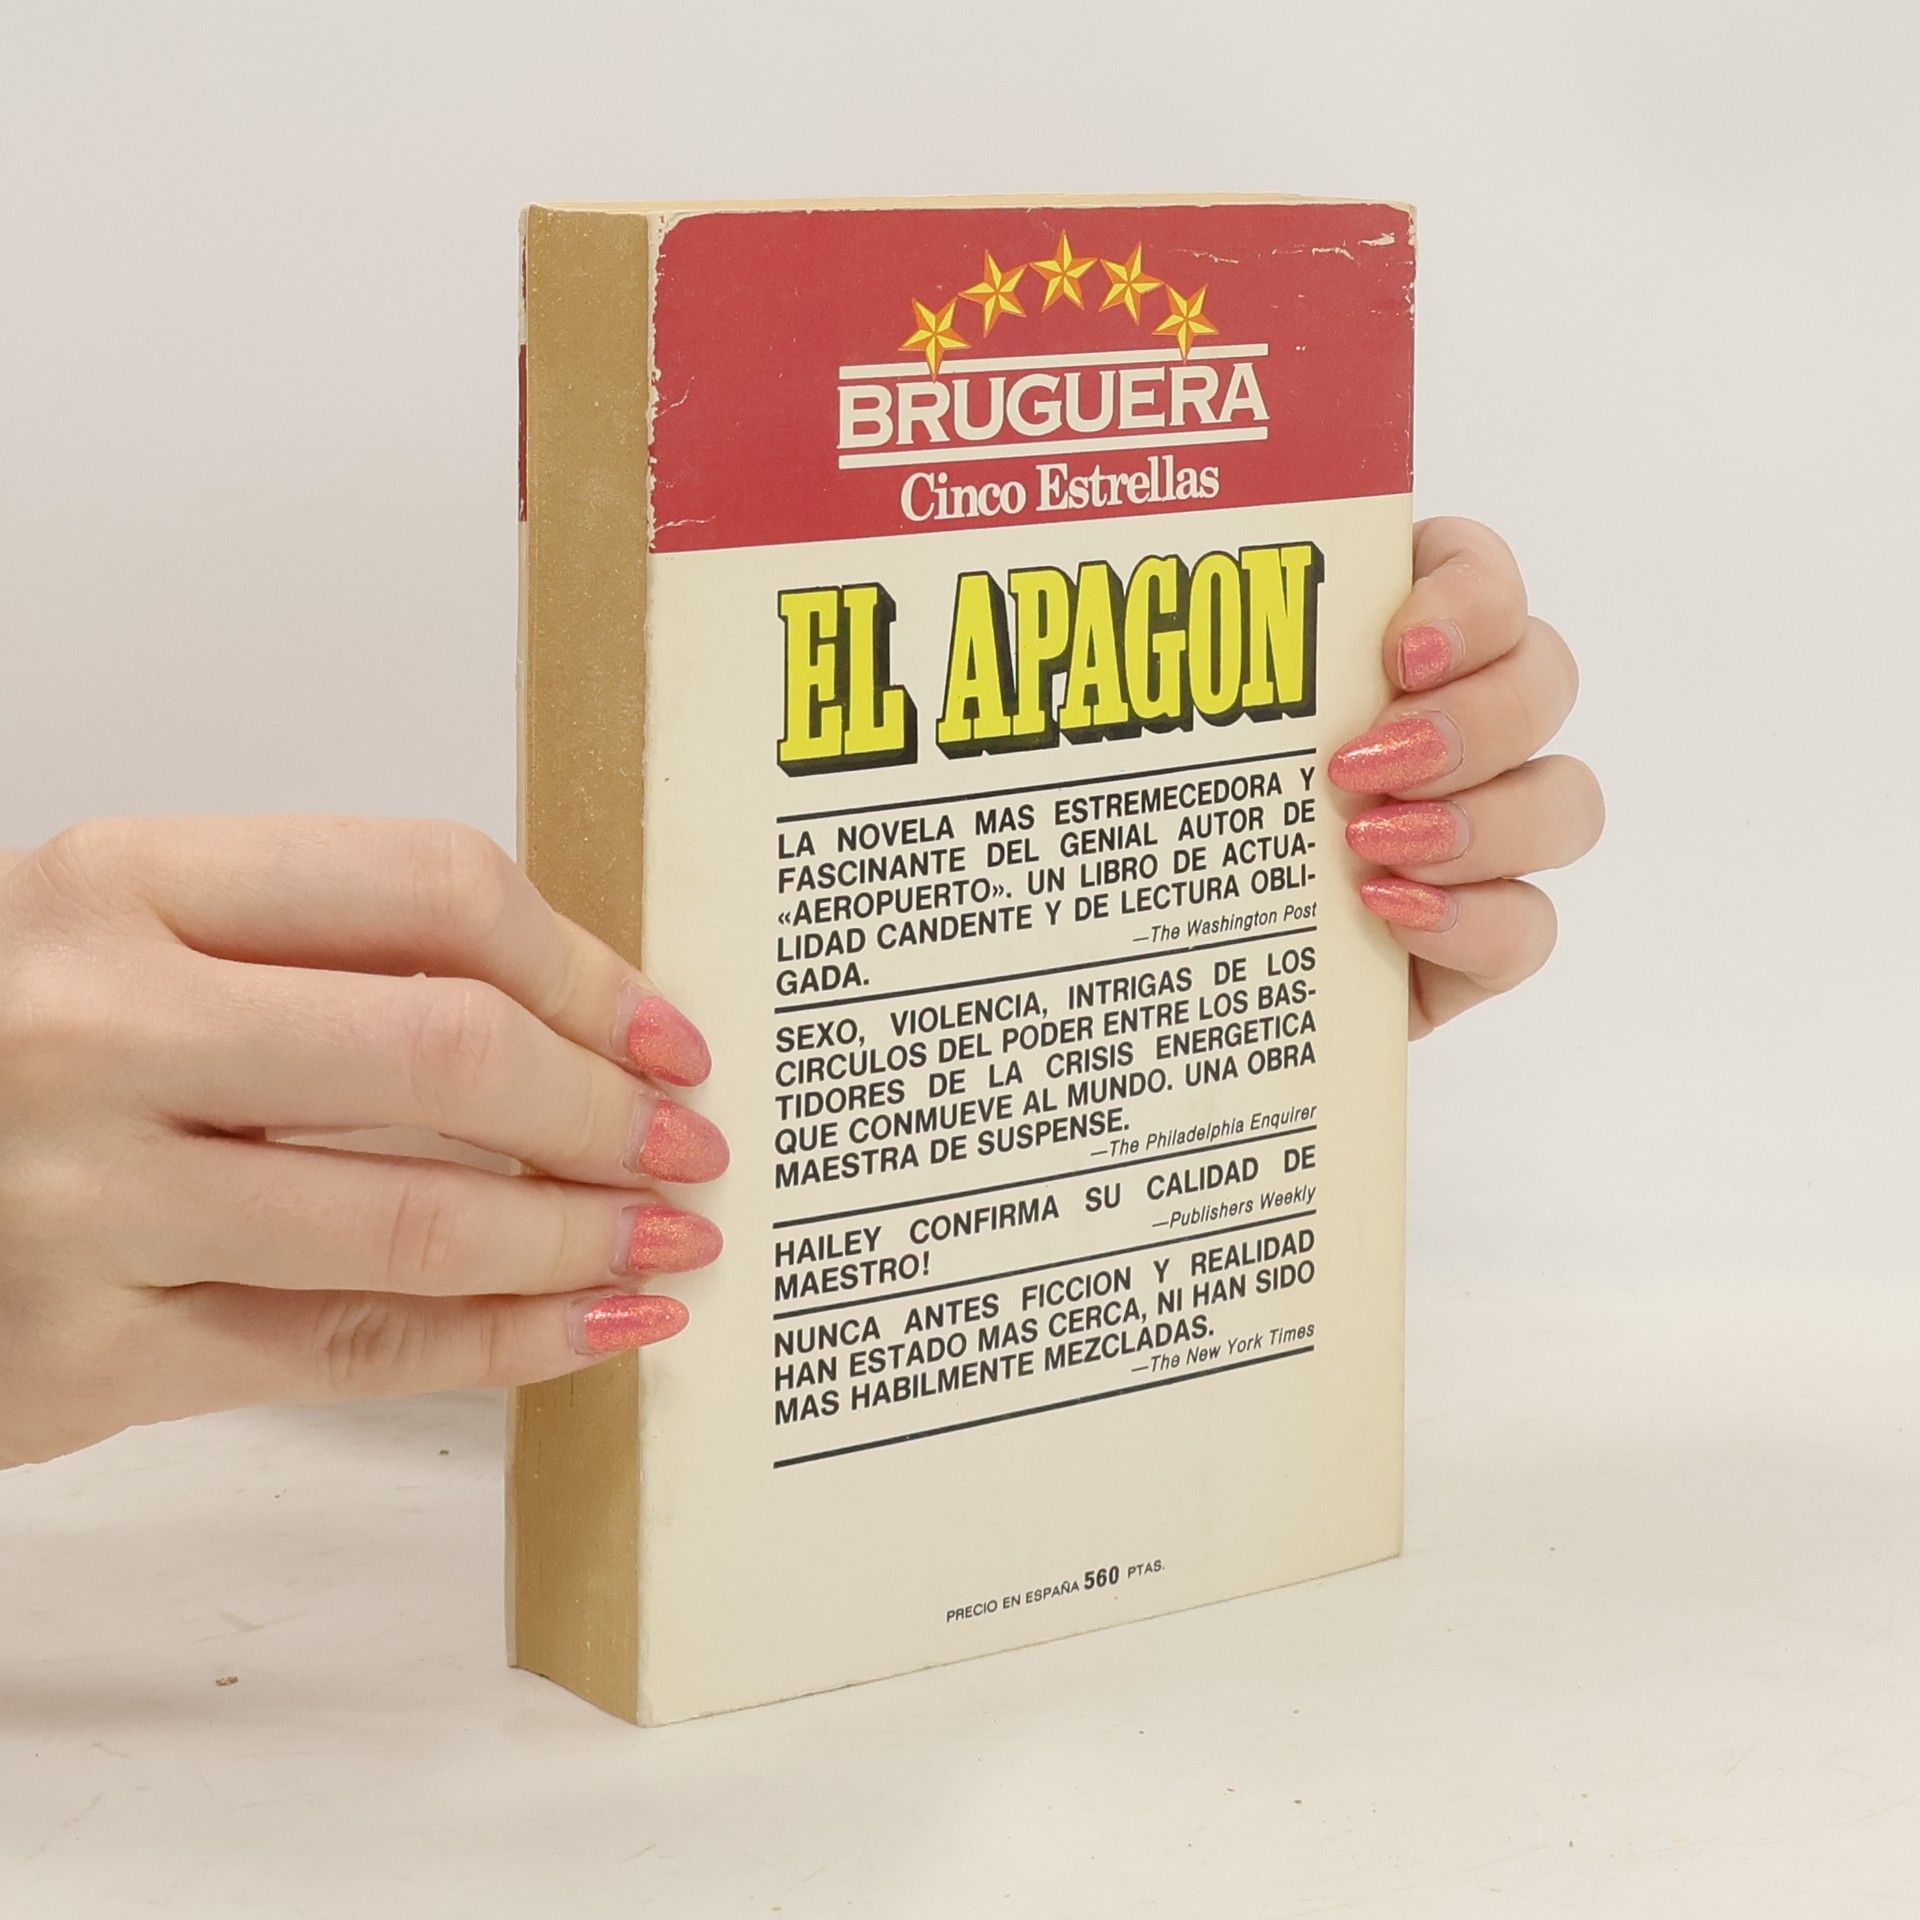 BRUGUERA
Cinco Estrellas
EL APAGON
LA NOVELA MAS ESTREMECEDORA Y
FASCINANTE DEL GENIAL AUTOR DE
«AEROPUERTO». UN LIBRO DE ACTUA-
LIDAD CANDENTE Y DE LECTURA OBLI-
GADA.
—The Washington Post
SEXO, VIOLENCIA, INTRIGAS DE LOS
CIRCULOS DEL PODER ENTRE LOS BAS-
TIDORES DE LA CRISIS ENERGETICA
QUE CONMUEVE AL MUNDO. UNA OBRA
MAESTRA DE SUSPENSE.
—The Philadelphia Enquirer
HAILEY CONFIRMA SU CALIDAD DE
MAESTRO!
—Publishers Weekly
NUNCA ANTES FICCION Y REALIDAD
HAN ESTADO MAS CERCA, NI HAN SIDO
MAS HABILMENTE MEZCLADAS.
—The New York Times
PRECIO EN ESPAÑA 560 PTAS.